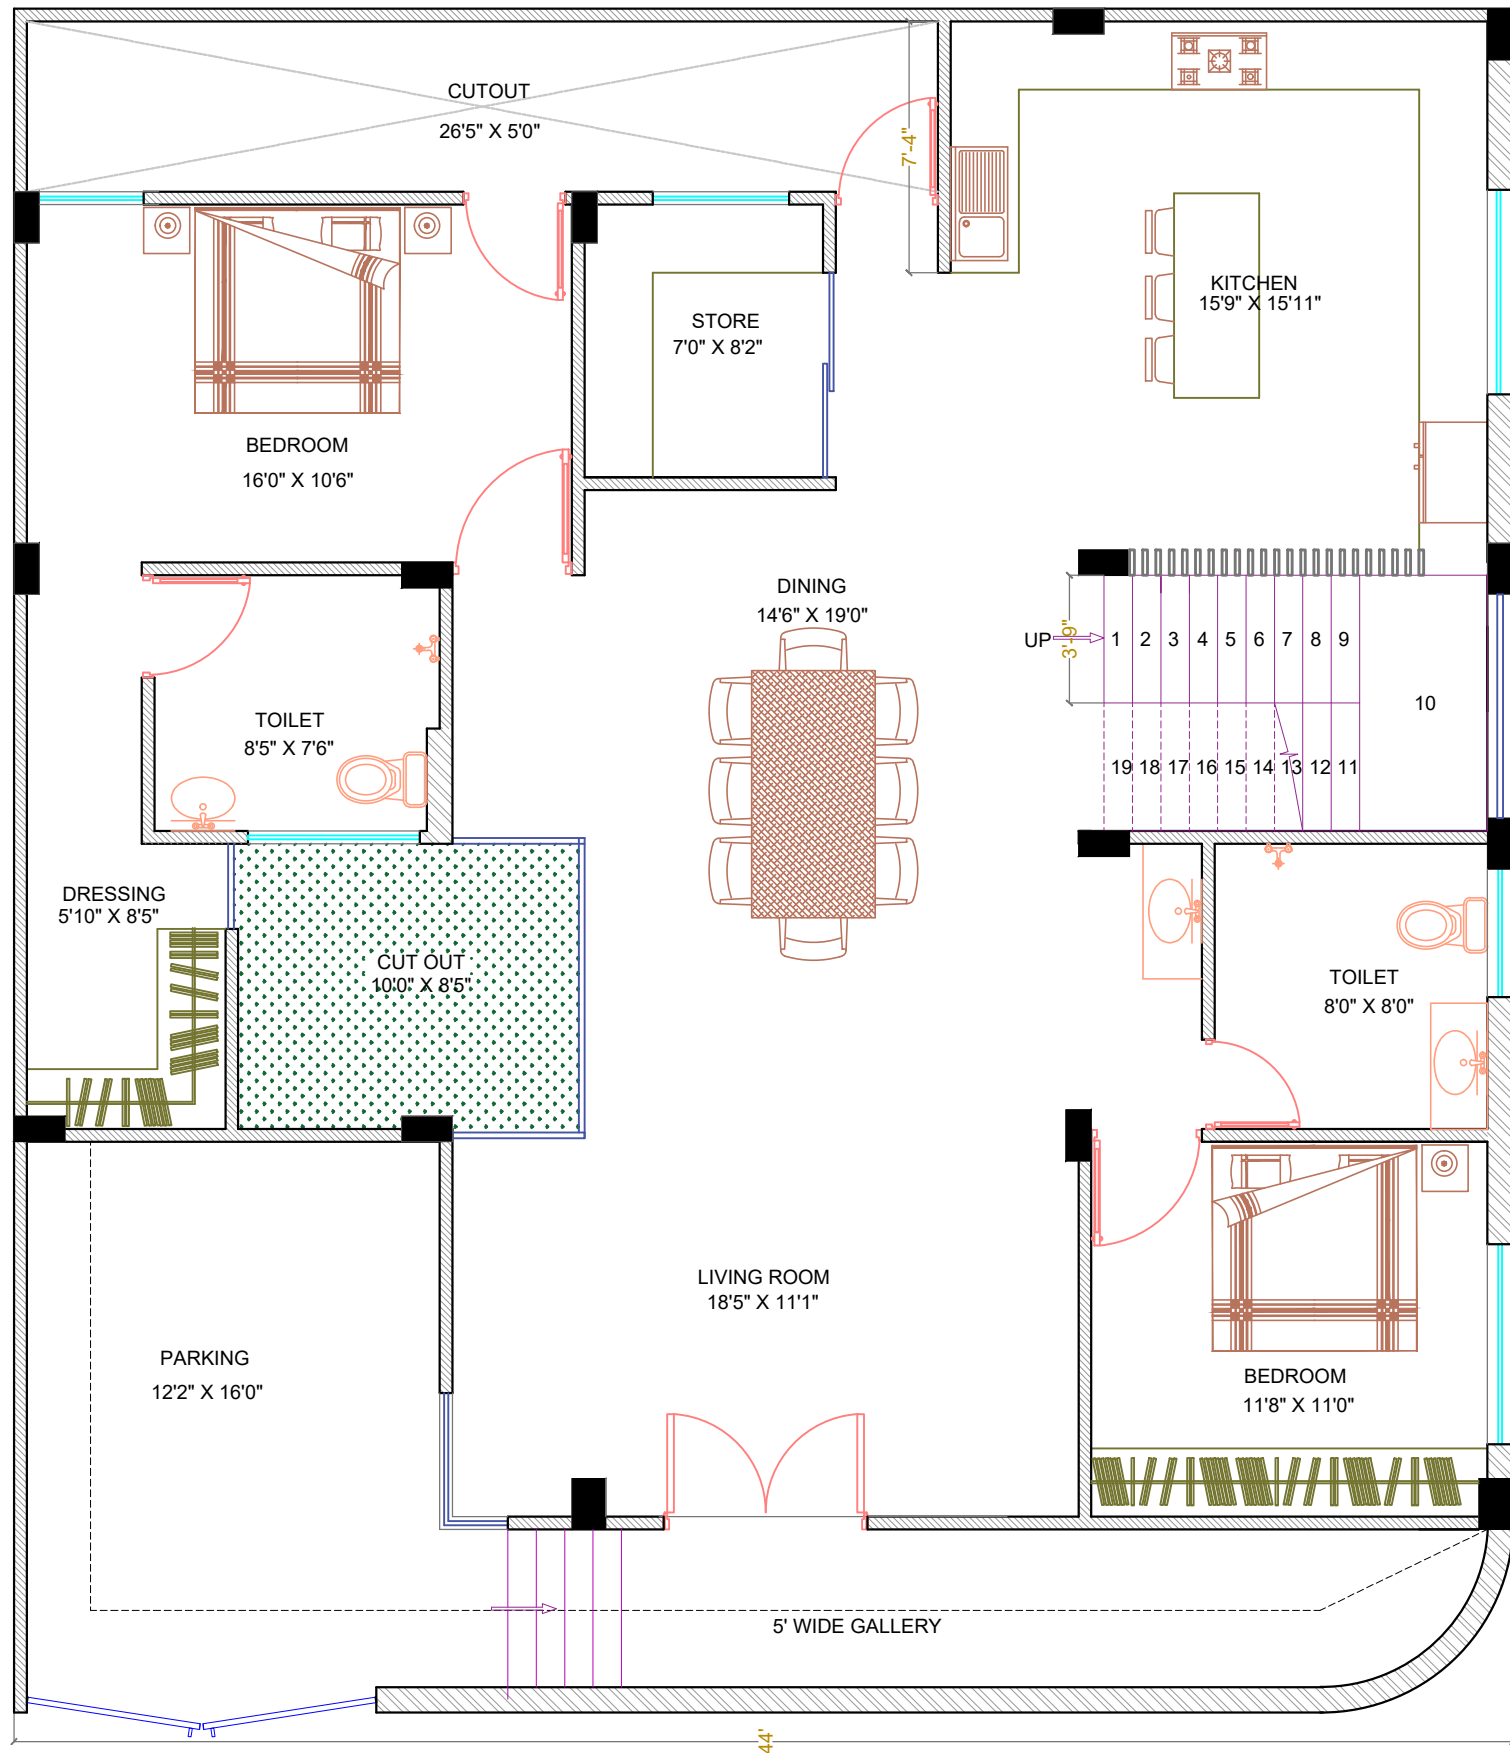 CUTOUT
26'5" X 5'0"
7'-4"
KITCHEN
15'9" X 15'11"
STORE
7'0" X 8'2"
BEDROOM
16'0" X 10'6"
DINING
14'6" X 19'0"
UP
3'-9"
1 2 3 4 5 6 7 8 9
10
19 18 17 16 15 14 13 12 11
TOILET
8'5" X 7'6"
DRESSING
5'10" X 8'5"
CUT OUT
10'0" X 8'5"
TOILET
8'0" X 8'0"
LIVING ROOM
18'5" X 11'1"
PARKING
12'2" X 16'0"
BEDROOM
11'8" X 11'0"
5' WIDE GALLERY
44'